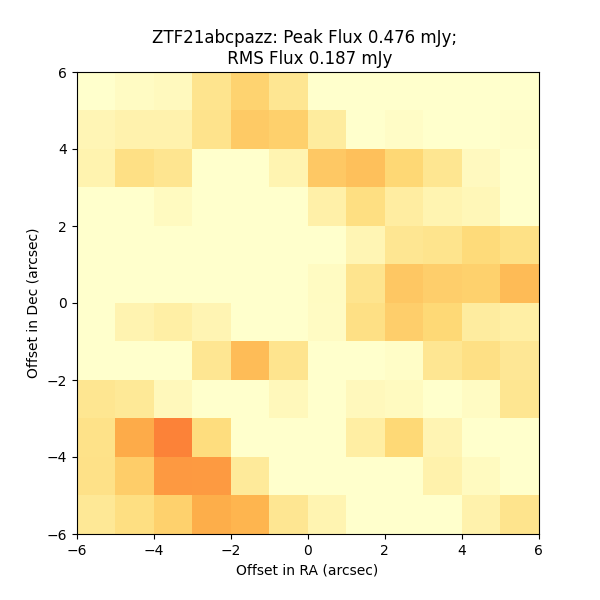 ZTF21abcpazz: Peak Flux 0.476 mJy;
RMS Flux 0.187 mJy
6
4
2
0
−2
−4
−6
Offset in Dec (arcsec)
−6 −4 −2 0 2 4 6
Offset in RA (arcsec)